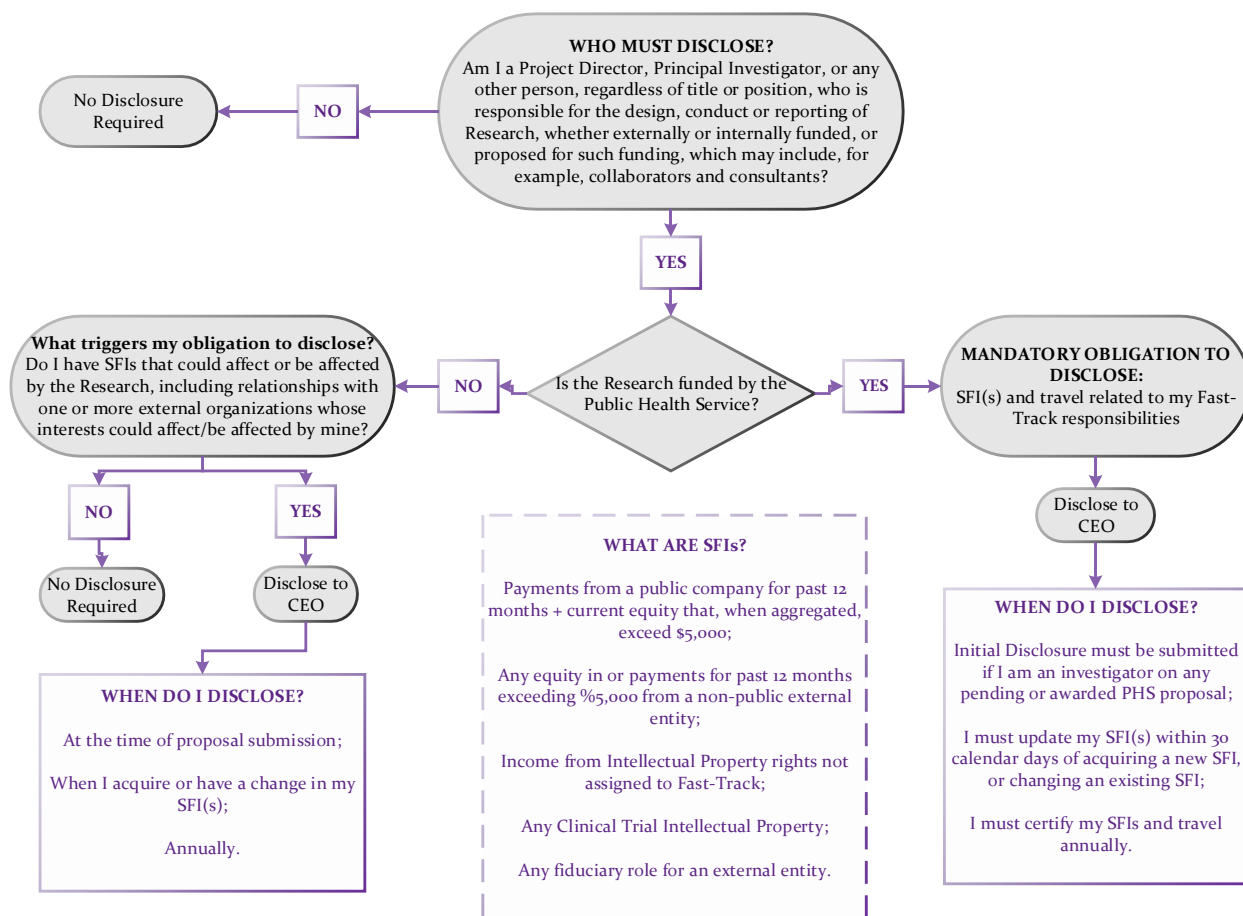 WHO MUST DISCLOSE?
Am I a Project Director, Principal Investigator, or any
other person, regardless of title or position, who is
responsible for the design, conduct or reporting of
Research, whether externally or internally funded, or
proposed for such funding, which may include, for
example, collaborators and consultants?
NO
No Disclosure
Required
YES
Is the Research funded by the
Public Health Service?
NO
What triggers my obligation to disclose?
Do I have SFIs that could affect or be affected
by the Research, including relationships with
one or more external organizations whose
interests could affect/be affected by mine?
NO
No Disclosure
Required
YES
Disclose to
CEO
WHEN DO I DISCLOSE?
At the time of proposal submission;
When I acquire or have a change in my
SFI(s);
Annually.
WHAT ARE SFIs?
Payments from a public company for past 12
months + current equity that, when aggregated,
exceed $5,000;
Any equity in or payments for past 12 months
exceeding %5,000 from a non-public external
entity;
Income from Intellectual Property rights not
assigned to Fast-Track;
Any Clinical Trial Intellectual Property;
Any fiduciary role for an external entity.
YES
MANDATORY OBLIGATION TO
DISCLOSE:
SFI(s) and travel related to my Fast-
Track responsibilities
Disclose to
CEO
WHEN DO I DISCLOSE?
Initial Disclosure must be submitted
if I am an investigator on any
pending or awarded PHS proposal;
I must update my SFI(s) within 30
calendar days of acquiring a new SFI,
or changing an existing SFI;
I must certify my SFIs and travel
annually.